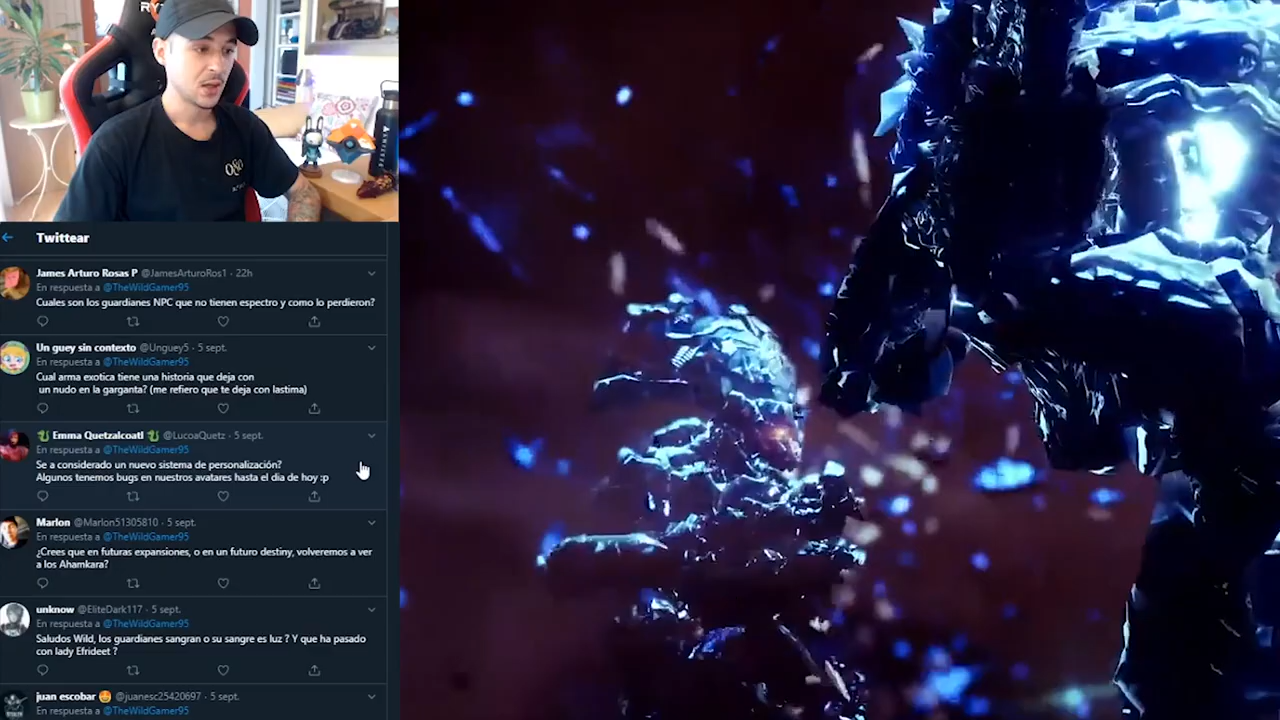 RY
OSO
DESTINY
Twittear
James Arturo Rosas P @JamesArturoRos1 · 22h
En respuesta a @TheWildGamer95
Cuales son los guardianes NPC que no tienen espectro y como lo perdieron?
Un guey sin contexto @Unguey5 · 5 sept.
En respuesta a @TheWildGamer95
Cual arma exotica tiene una historia que deja con
un nudo en la garganta? (me refiero que te deja con lastima)
Emma Quetzalcoatl @LucoaQuetz · 5 sept.
En respuesta a @TheWildGamer95
Se a considerado un nuevo sistema de personalización?
Algunos tenemos bugs en nuestros avatares hasta el dia de hoy :p
Marlon @Marlon51305810 · 5 sept.
En respuesta a @TheWildGamer95
¿Crees que en futuras expansiones, o en un futuro destiny, volveremos a ver
a los Ahamkara?
unknow @EliteDark117 · 5 sept.
En respuesta a @TheWildGamer95
Saludos Wild, los guardianes sangran o su sangre es luz ? Y que ha pasado
con lady Efrideet ?
juan escobar @juanesc25420697 · 5 sept.
En respuesta a @TheWildGamer95